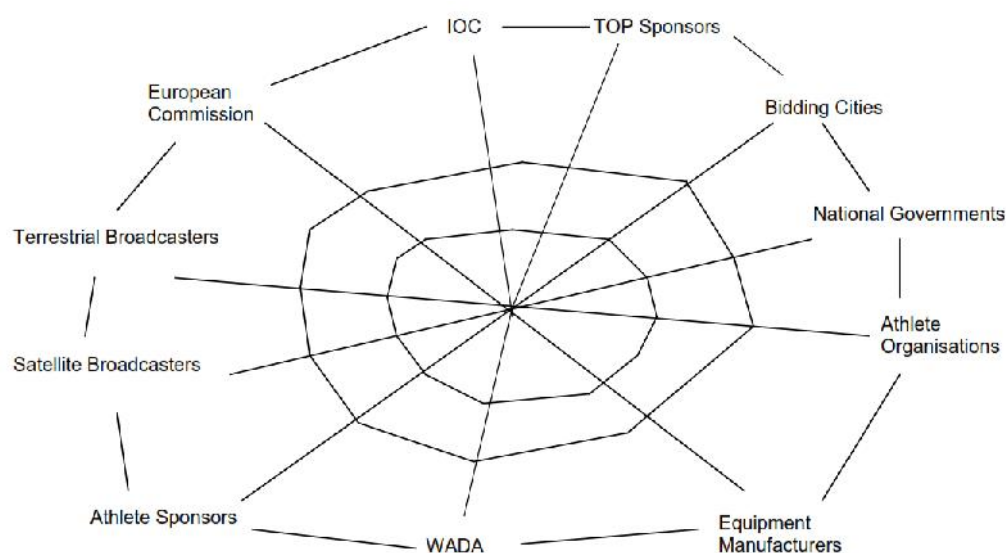 IOC
TOP Sponsors
European
Commission
Bidding Cities
National Governments
Terrestrial Broadcasters
Athlete
Organisations
Satellite Broadcasters
Athlete Sponsors
WADA
Equipment
Manufacturers